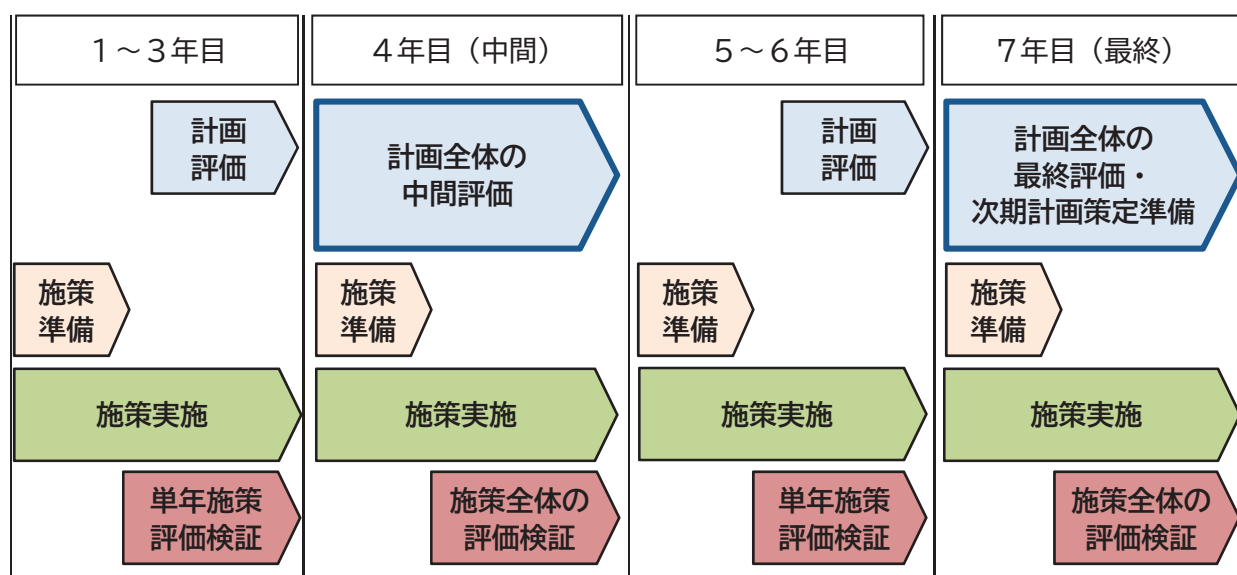 １～３年目
４年目（中間）
５～６年目
７年目（最終）
計画
評価
計画全体の
中間評価
計画
評価
計画全体の
最終評価・
次期計画策定準備
施策
準備
施策
準備
施策
準備
施策
準備
施策実施
施策実施
施策実施
施策実施
単年施策
評価検証
施策全体の
評価検証
単年施策
評価検証
施策全体の
評価検証